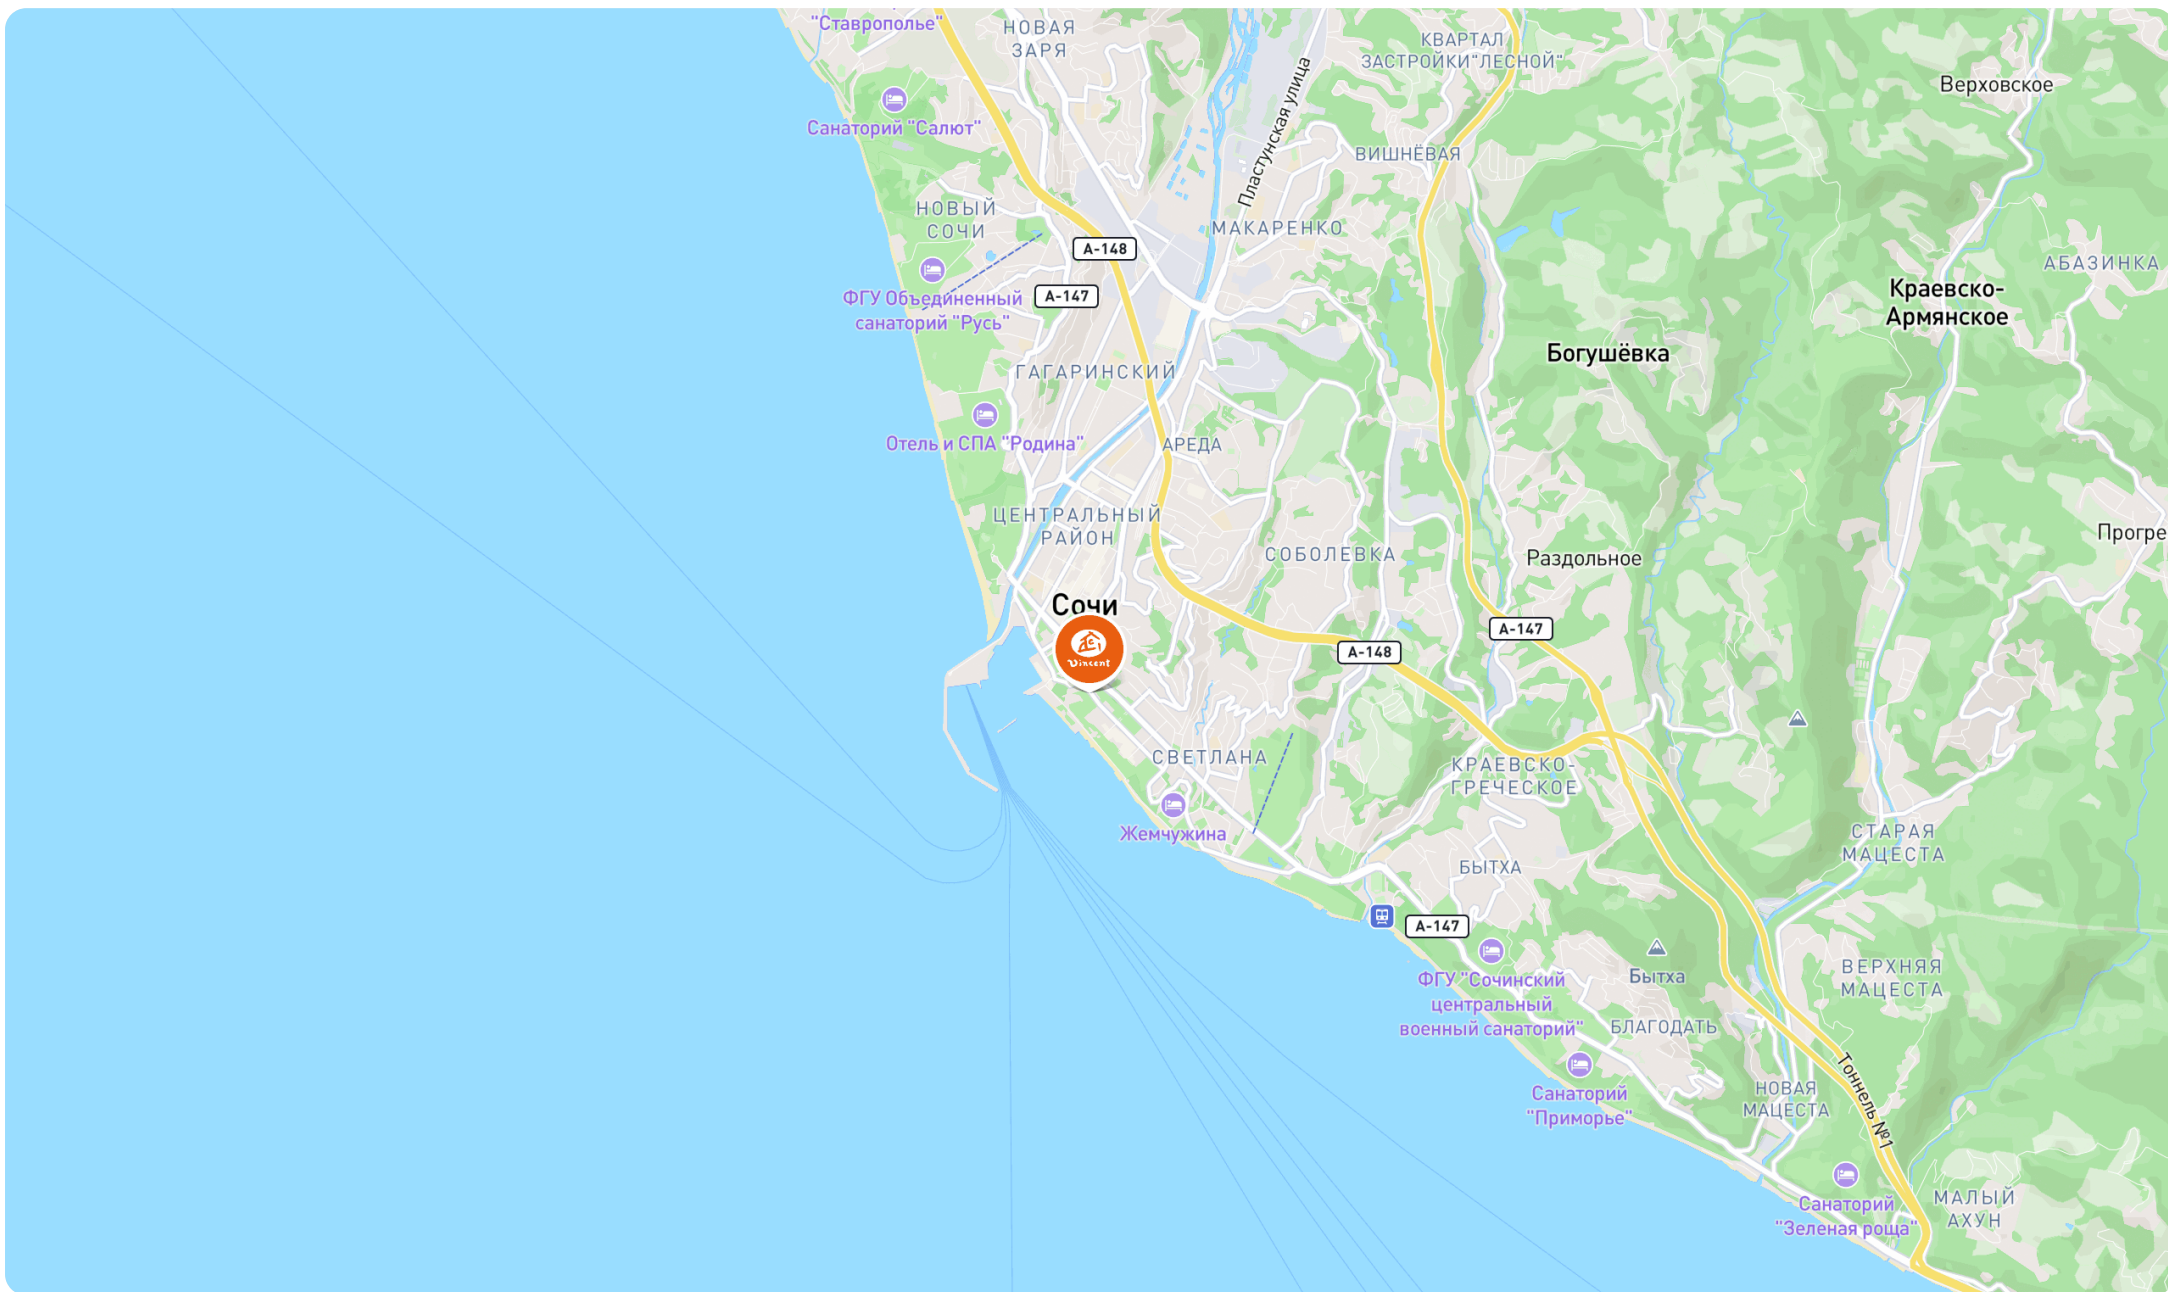 "Ставрополье"
НОВАЯ
ЗАРЯ
КВАРТАЛ
ЗАСТРОЙКИ"ЛЕСНОЙ"
Верховское
Санаторий "Салют"
Пластунская улица
ВИШНЁВАЯ
НОВЫЙ
СОЧИ
МАКАРЕНКО
А-148
АБАЗИНКА
ФГУ Объединенный
санаторий "Русь"
А-147
Краевско-
Армянское
Богушёвка
ГАГАРИНСКИЙ
Отель и СПА "Родина"
АРЕДА
ЦЕНТРАЛЬНЫЙ
РАЙОН
СОБОЛЕВКА
Раздольное
Прогре
Сочи
Vincent
А-147
А-148
СВЕТЛАНА
КРАЕВСКО-
ГРЕЧЕСКОЕ
Жемчужина
СТАРАЯ
МАЦЕСТА
БЫТХА
А-147
ФГУ "Сочинский
центральный
военный санаторий"
Бытха
ВЕРХНЯЯ
МАЦЕСТА
БЛАГОДАТЬ
Санаторий
"Приморье"
НОВАЯ
МАЦЕСТА
Тоннель №1
Санаторий
"Зеленая роща"
МАЛЫЙ
АХУН